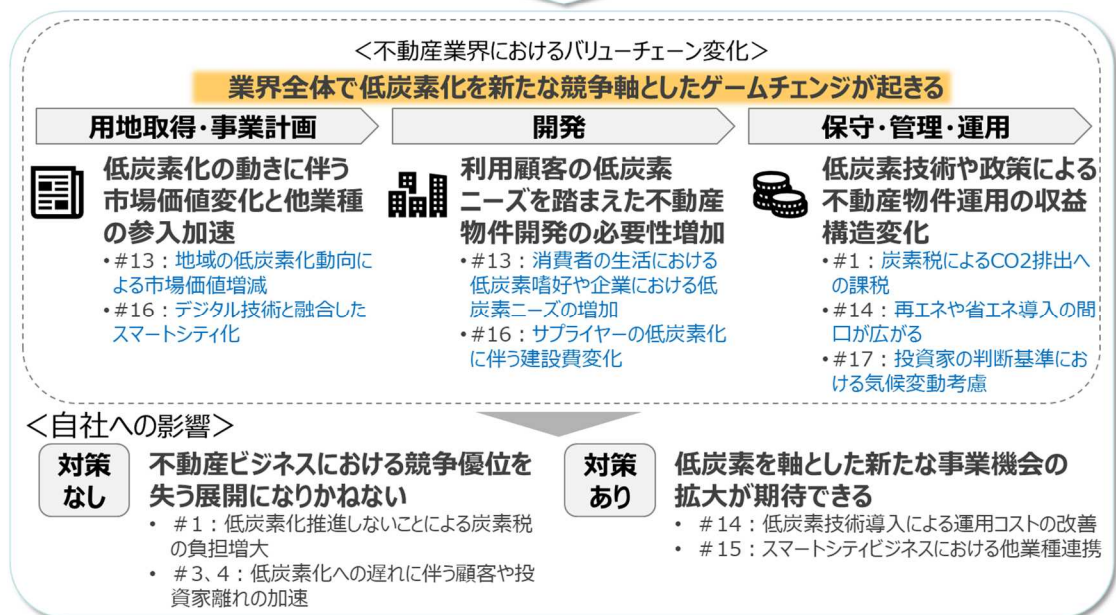 ＜不動産業界におけるバリューチェーン変化＞
業界全体で低炭素化を新たな競争軸としたゲームチェンジが起きる
用地取得・事業計画
低炭素化の動きに伴う
市場価値変化と他業種
の参入加速
・#13：地域の低炭素化動向に
よる市場価値増減
・#16：デジタル技術と融合した
スマートシティ化
開発
利用顧客の低炭素
ニーズを踏まえた不動産
物件開発の必要性増加
・#13：消費者の生活における
低炭素嗜好や企業における低
炭素ニーズの増加
・#16：サプライヤーの低炭素化
に伴う建設費変化
保守・管理・運用
低炭素技術や政策による
不動産物件運用の収益
構造変化
・#1：炭素税によるCO2排出へ
の課税
・#14：再エネや省エネ導入の間
口が広がる
・#17：投資家の判断基準にお
ける気候変動考慮
＜自社への影響＞
対策
なし
不動産ビジネスにおける競争優位を
失う展開になりかねない
・ ＃1：低炭素化推進しないことによる炭素税
の負担増大
・ ＃3、4：低炭素化への遅れに伴う顧客や投
資家離れの加速
対策
あり
低炭素を軸とした新たな事業機会の
拡大が期待できる
・ ＃14：低炭素技術導入による運用コストの改善
・ ＃15：スマートシティビジネスにおける他業種連携